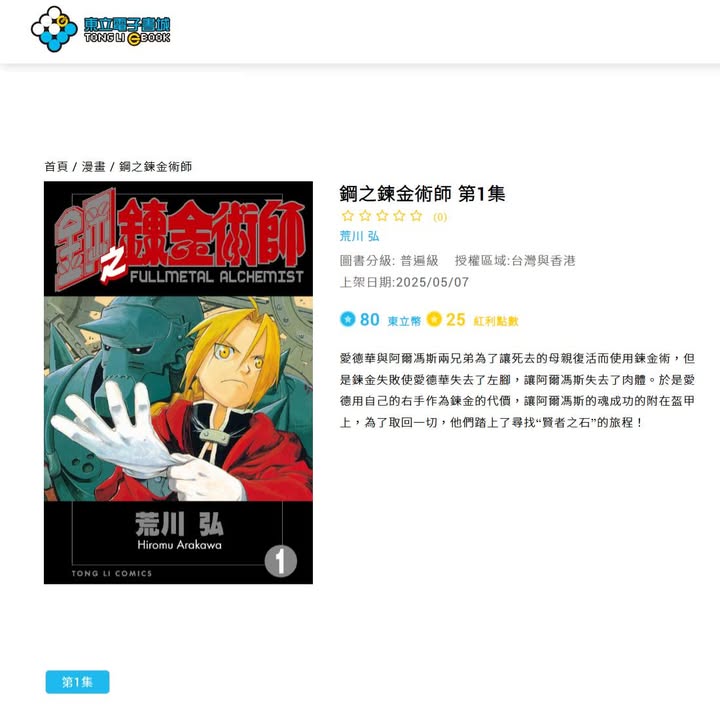 東立電子書城
TONG LI eBOOK
首頁 / 漫畫 / 鋼之鍊金術師
鋼之鍊金術師
FULLMETAL ALCHEMIST
荒川 弘
Hiromu Arakawa
1
TONG LI COMICS
鋼之鍊金術師 第1集
(0)
荒川 弘
圖書分級: 普遍級 授權區域:台灣與香港
上架日期:2025/05/07
80 東立幣 25 紅利點數
愛德華與阿爾馮斯兩兄弟為了讓死去的母親復活而使用鍊金術，但
是鍊金失敗使愛德華失去了左腳，讓阿爾馮斯失去了肉體。於是愛
德用自己的右手作為鍊金的代價，讓阿爾馮斯的魂成功的附在盔甲
上，為了取回一切，他們踏上了尋找“賢者之石”的旅程！
第1集